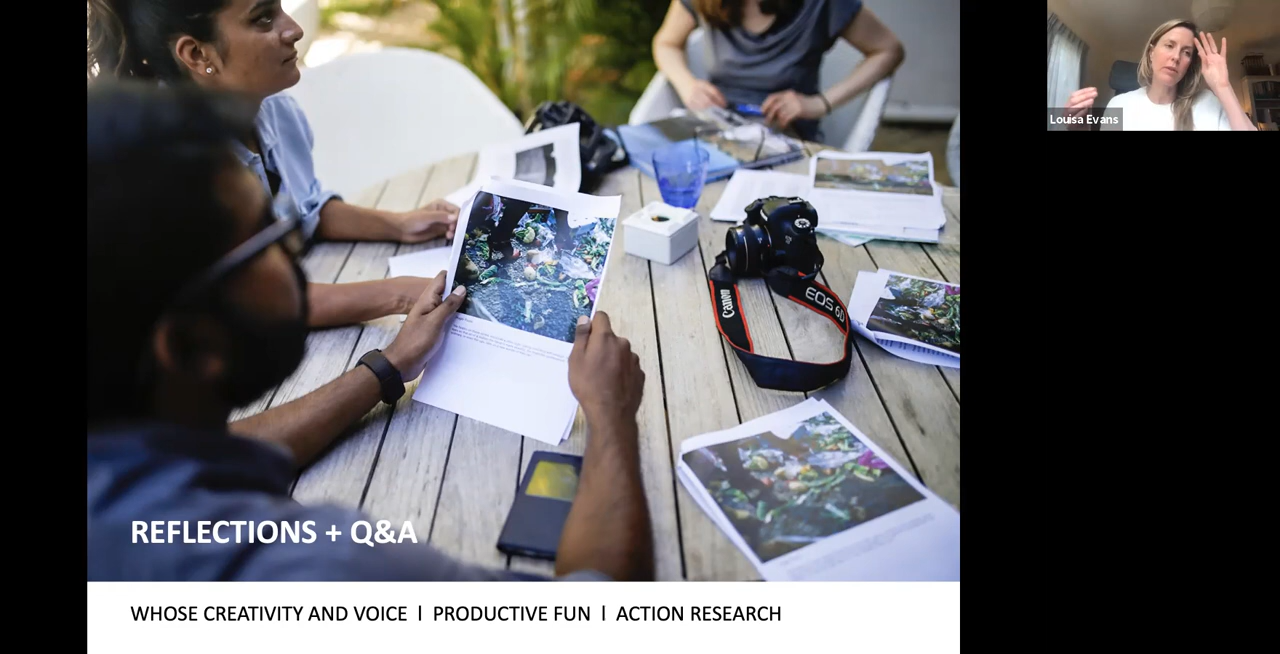 Louisa Evans
Canon
EOS 6D
REFLECTIONS + Q&A
WHOSE CREATIVITY AND VOICE | PRODUCTIVE FUN | ACTION RESEARCH